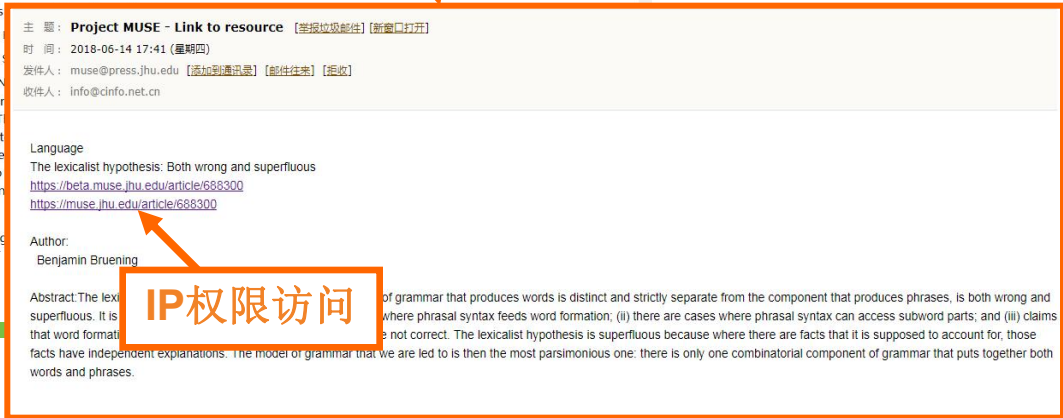 主 题： Project MUSE - Link to resource [举报垃圾邮件] [新窗口打开]
时 间： 2018-06-14 17:41 (星期四)
发件人： muse@press.jhu.edu [添加到通讯录] [邮件往来] [拒收]
收件人： info@cinfo.net.cn
Language
The lexicalist hypothesis: Both wrong and superfluous
https://beta.muse.jhu.edu/article/688300
https://muse.jhu.edu/article/688300
Author:
Benjamin Bruening
IP权限访问
Abstract:The lexi of grammar that produces words is distinct and strictly separate from the component that produces phrases, is both wrong and
superfluous. It is where phrasal syntax feeds word formation; (ii) there are cases where phrasal syntax can access subword parts; and (iii) claims
that word formati e not correct. The lexicalist hypothesis is superfluous because where there are facts that it is supposed to account for, those
facts have independent explanations. The model of grammar that we are led to is then the most parsimonious one: there is only one combinatorial component of grammar that puts together both
words and phrases.